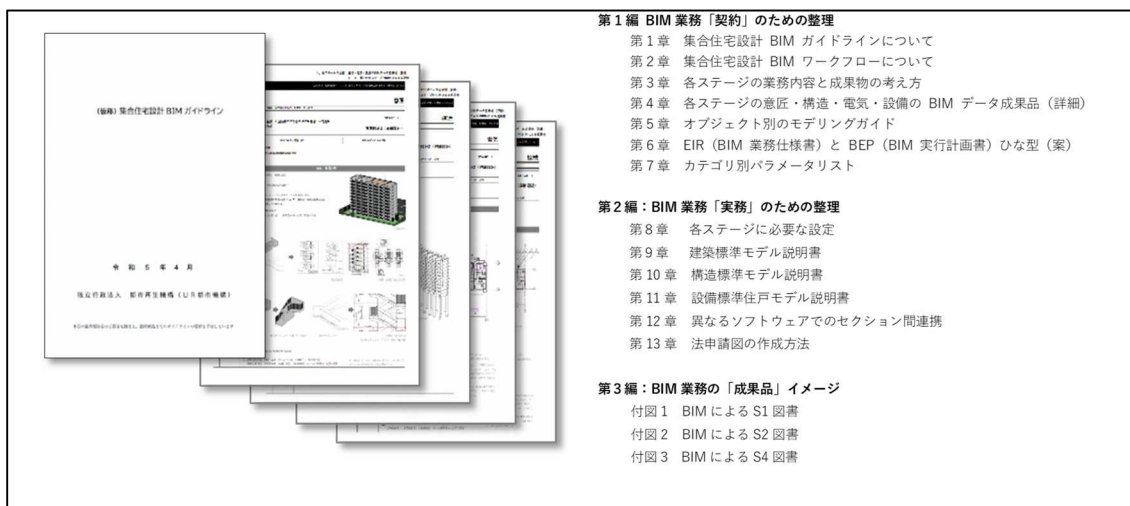 (仮称) 集合住宅設計 BIM ガイドライン
令 和 5 年 4 月
独立行政法人 都市再生機構(UR都市機構)
第1編 BIM 業務「契約」のための整理
第1章 集合住宅設計 BIM ガイドラインについて
第2章 集合住宅設計 BIM ワークフローについて
第3章 各ステージの業務内容と成果物の考え方
第4章 各ステージの意匠・構造・電気・設備の BIM データ成果品(詳細)
第5章 オブジェクト別のモデリングガイド
第6章 EIR(BIM 業務仕様書)と BEP(BIM 実行計画書)ひな型(案)
第7章 カテゴリ別パラメータリスト
第2編:BIM 業務「実務」のための整理
第8章 各ステージに必要な設定
第9章 建築標準モデル説明書
第10章 構造標準モデル説明書
第11章 設備標準住戸モデル説明書
第12章 異なるソフトウェアでのセクション間連携
第13章 法申請図の作成方法
第3編:BIM 業務の「成果品」イメージ
付図1 BIM による S1 図書
付図2 BIM による S2 図書
付図3 BIM による S4 図書